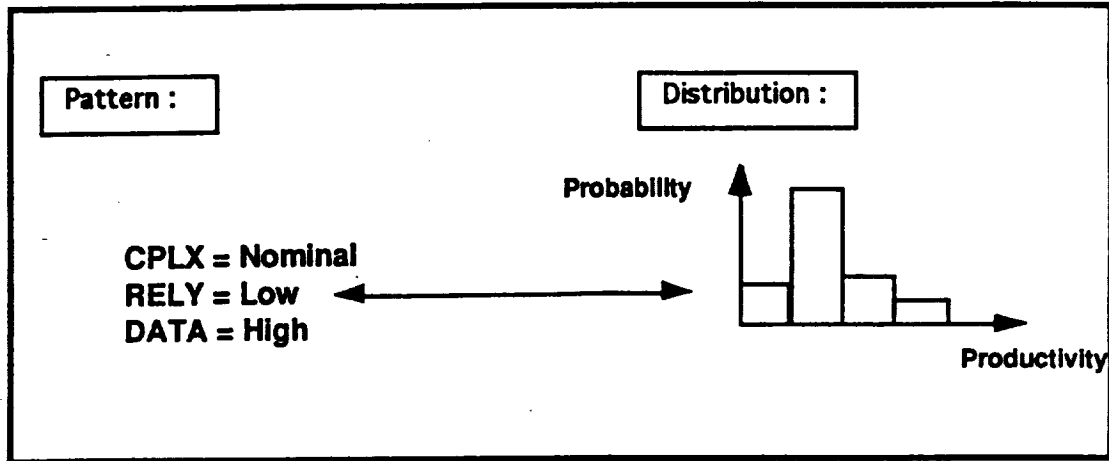 Pattern :
Distribution :
Probability
CPLX = Nominal
RELY = Low
DATA = High
Productivity